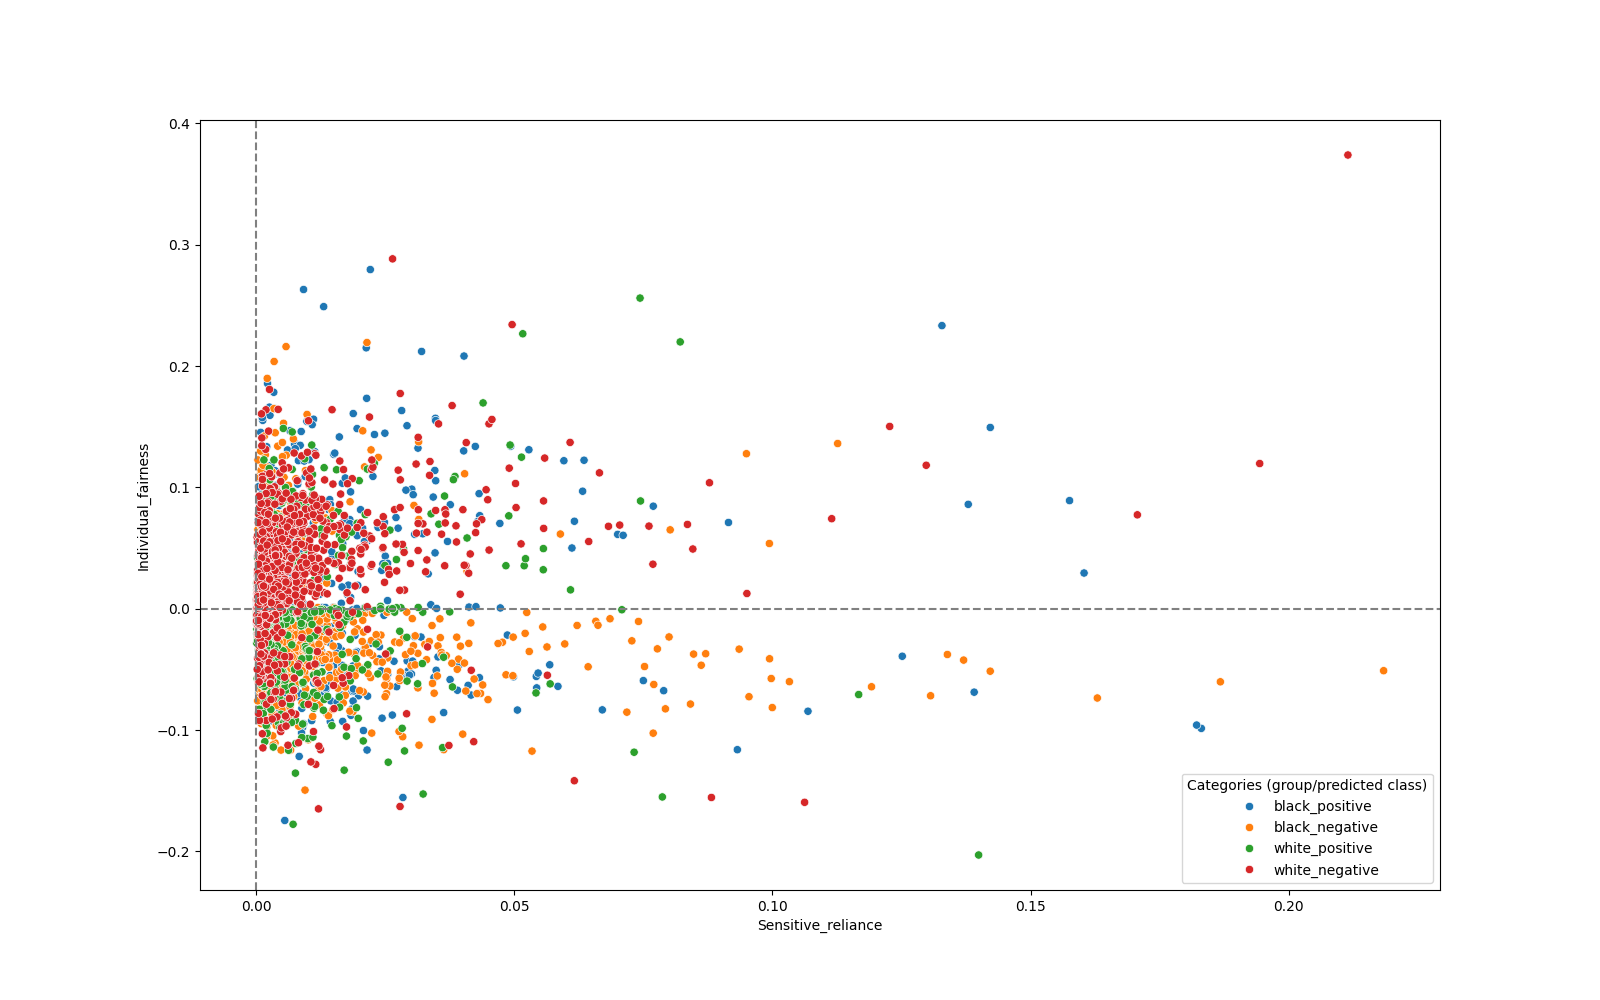 0.4
0.3
0.2
0.1
0.0
−0.1
−0.2
Individual_fairness
0.00
0.05
0.10
0.15
0.20
Sensitive_reliance
Categories (group/predicted class)
black_positive
black_negative
white_positive
white_negative